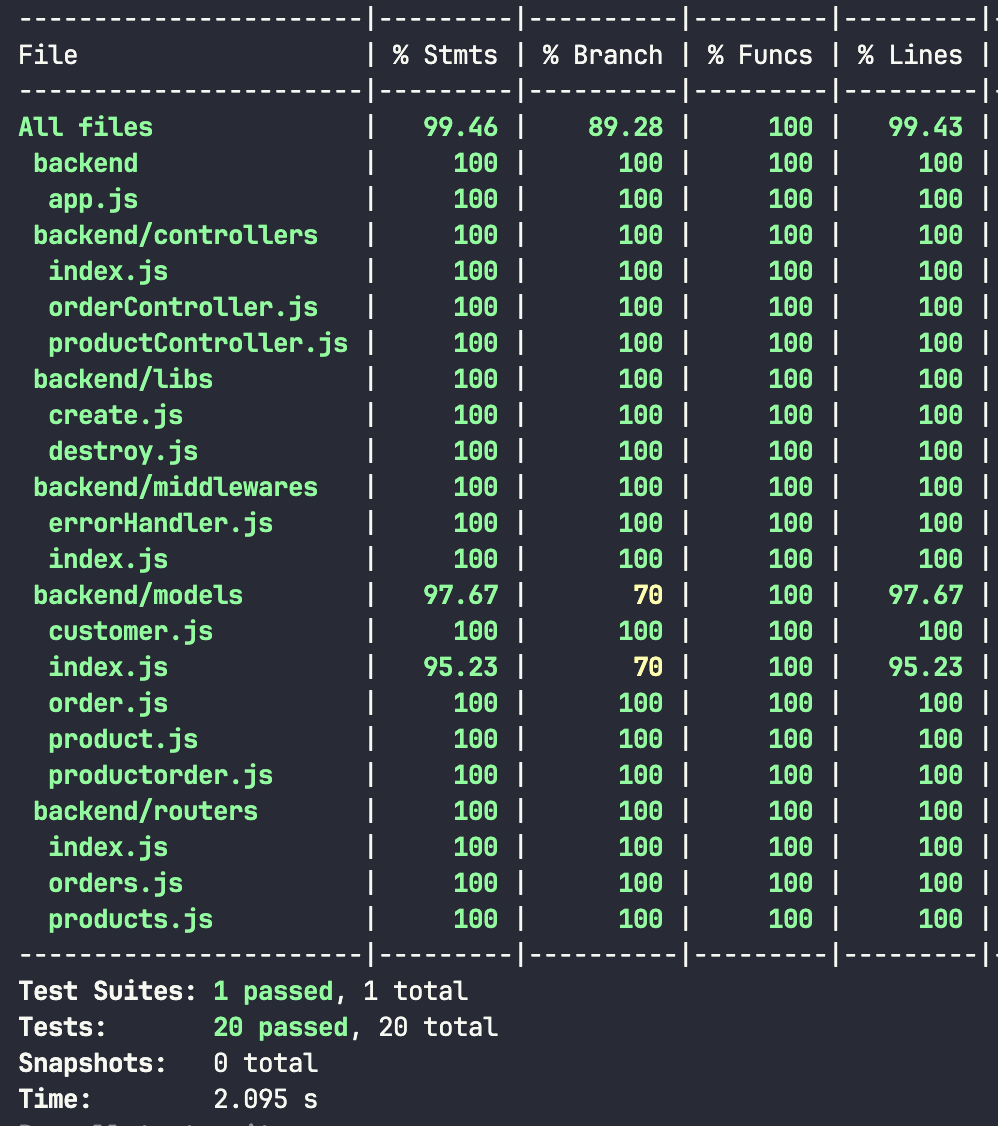 -----------------------|---------|----------|---------|---------|-
File                   | % Stmts | % Branch | % Funcs | % Lines |
-----------------------|---------|----------|---------|---------|-
All files              |   99.46 |    89.28 |     100 |   99.43 |
 backend               |     100 |      100 |     100 |     100 |
  app.js               |     100 |      100 |     100 |     100 |
 backend/controllers   |     100 |      100 |     100 |     100 |
  index.js             |     100 |      100 |     100 |     100 |
  orderController.js   |     100 |      100 |     100 |     100 |
  productController.js |     100 |      100 |     100 |     100 |
 backend/libs          |     100 |      100 |     100 |     100 |
  create.js            |     100 |      100 |     100 |     100 |
  destroy.js           |     100 |      100 |     100 |     100 |
 backend/middlewares   |     100 |      100 |     100 |     100 |
  errorHandler.js      |     100 |      100 |     100 |     100 |
  index.js             |     100 |      100 |     100 |     100 |
 backend/models        |   97.67 |       70 |     100 |   97.67 |
  customer.js          |     100 |      100 |     100 |     100 |
  index.js             |   95.23 |       70 |     100 |   95.23 |
  order.js             |     100 |      100 |     100 |     100 |
  product.js           |     100 |      100 |     100 |     100 |
  productorder.js      |     100 |      100 |     100 |     100 |
 backend/routers       |     100 |      100 |     100 |     100 |
  index.js             |     100 |      100 |     100 |     100 |
  orders.js            |     100 |      100 |     100 |     100 |
  products.js          |     100 |      100 |     100 |     100 |
-----------------------|---------|----------|---------|---------|-
Test Suites: 1 passed, 1 total
Tests:       20 passed, 20 total
Snapshots:   0 total
Time:        2.095 s